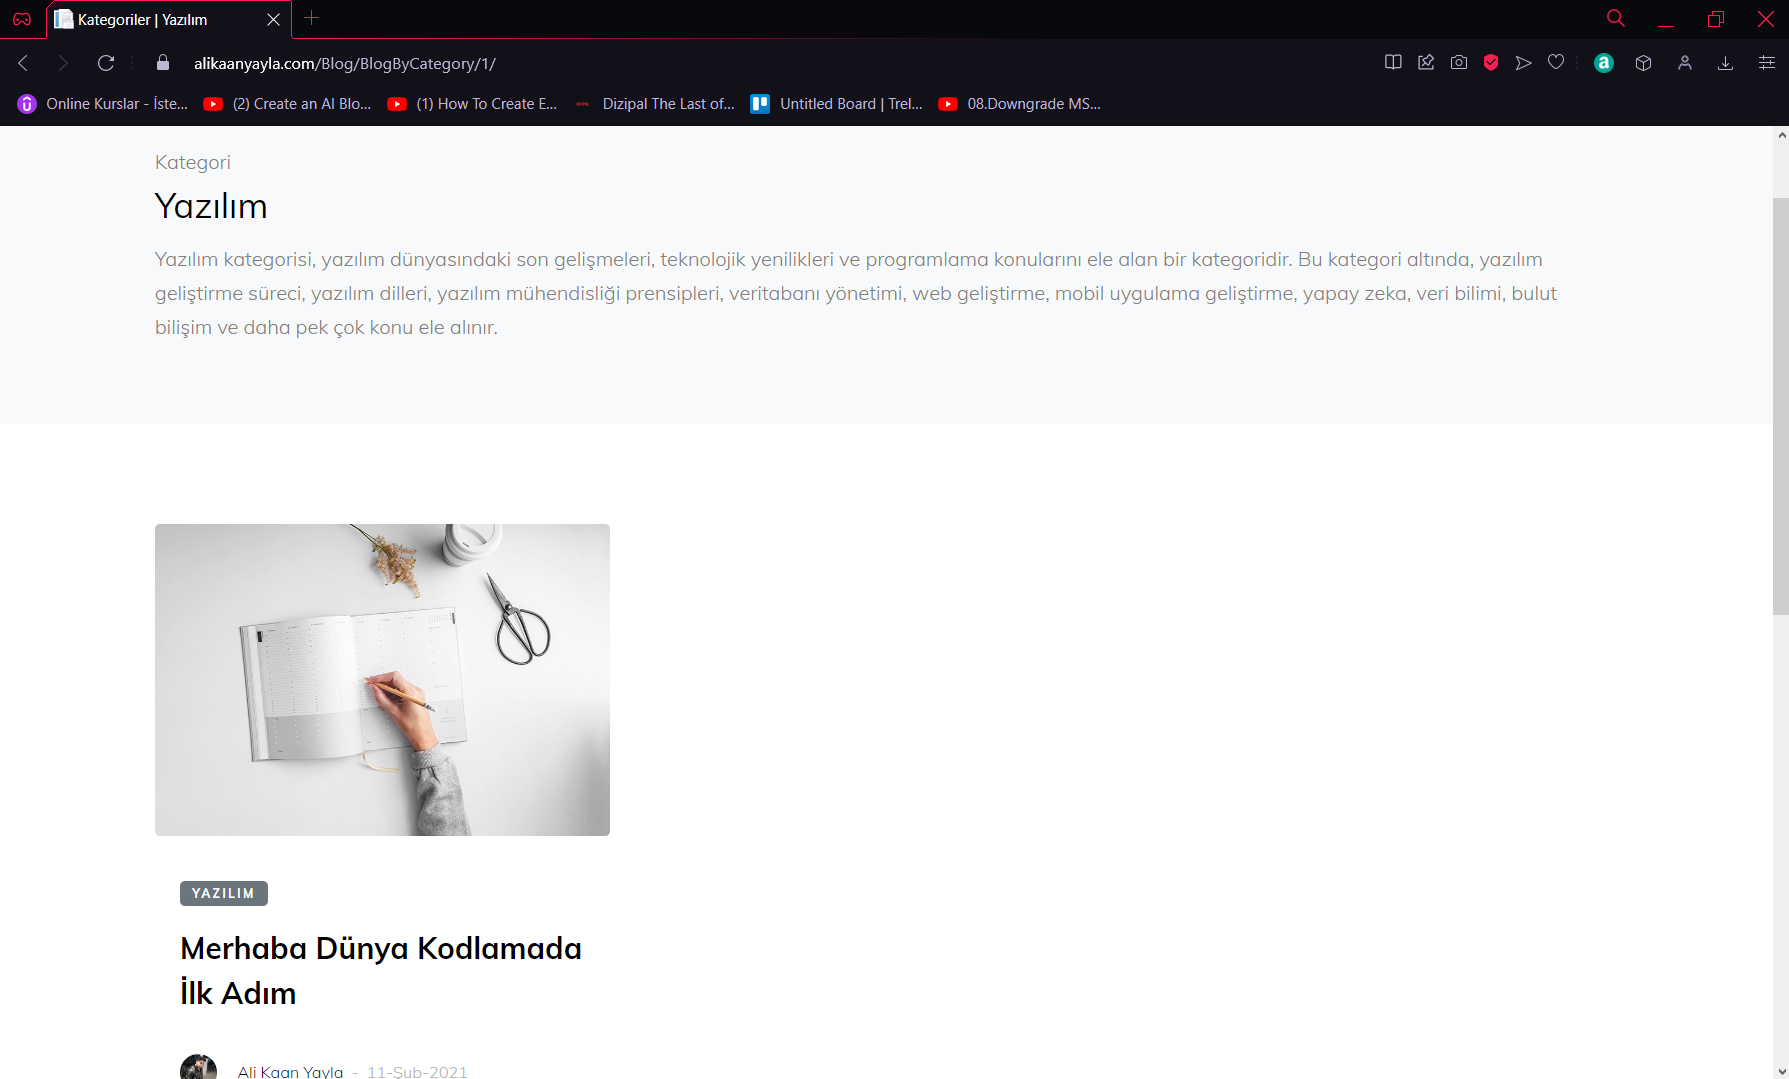 Kategoriler | Yazılım
alikaanyayla.com/Blog/BlogByCategory/1/
Online Kurslar - İste...
(2) Create an AI Blo...
(1) How To Create E...
Dizipal The Last of...
Untitled Board | Trel...
08.Downgrade MS...
Kategori
Yazılım
Yazılım kategorisi, yazılım dünyasındaki son gelişmeleri, teknolojik yenilikleri ve programlama konularını ele alan bir kategoridir. Bu kategori altında, yazılım
geliştirme süreci, yazılım dilleri, yazılım mühendisliği prensipleri, veritabanı yönetimi, web geliştirme, mobil uygulama geliştirme, yapay zeka, veri bilimi, bulut
bilişim ve daha pek çok konu ele alınır.
YAZILIM
Merhaba Dünya Kodlamada
İlk Adım
Ali Kaan Yayla - 11-Şub-2021